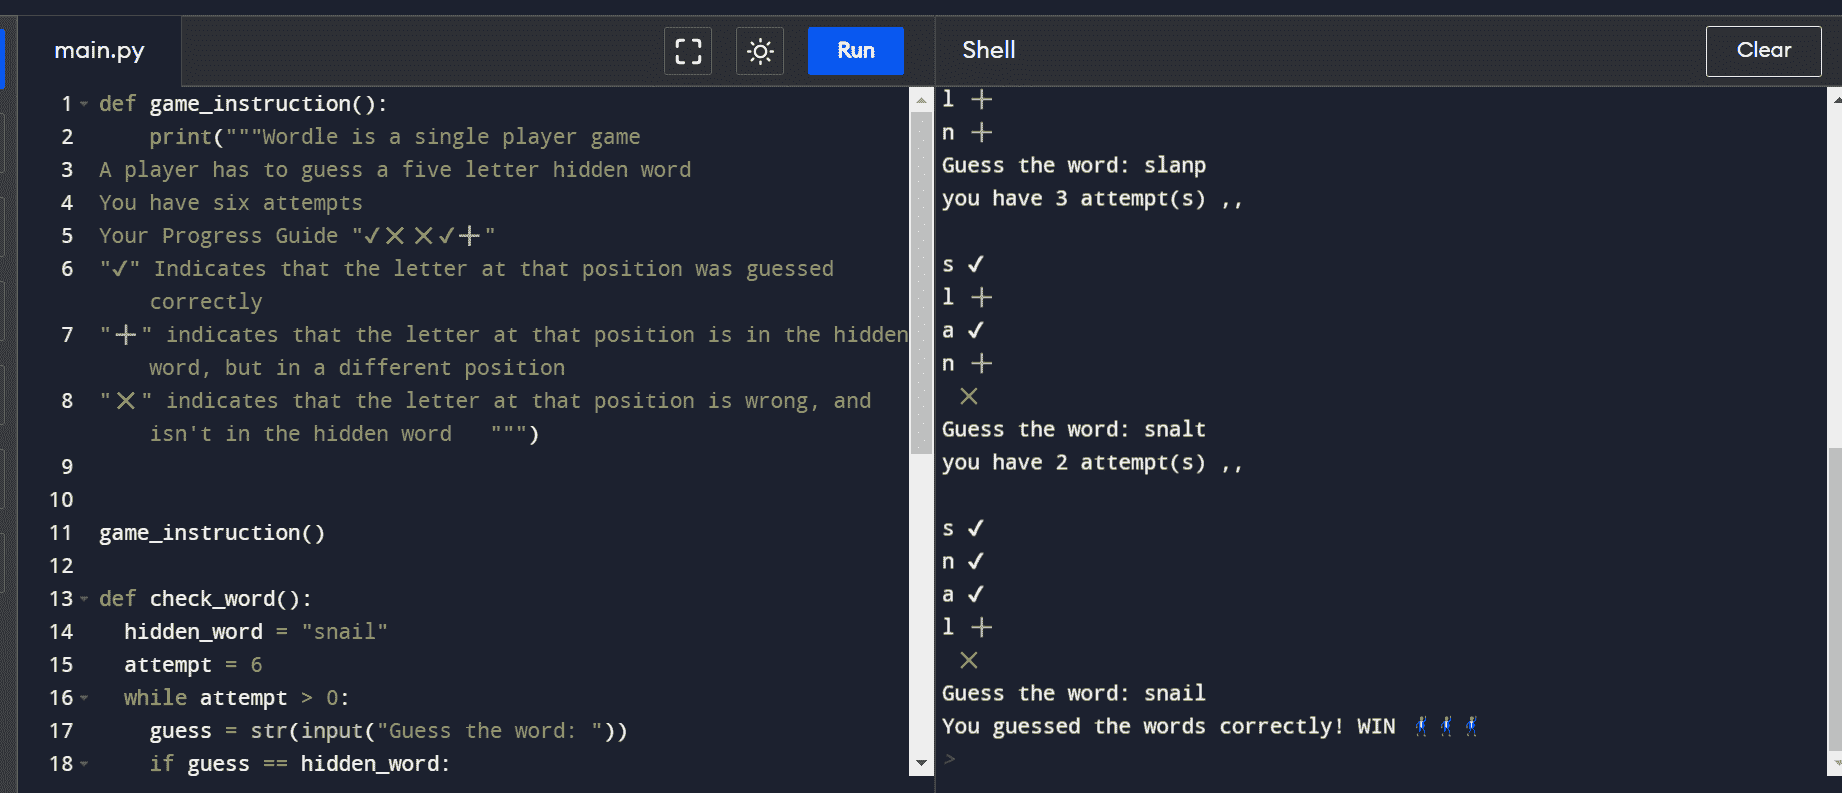 main.py
Run
1 def game_instruction():
2 print("""Wordle is a single player game
3 A player has to guess a five letter hidden word
4 You have six attempts
5 Your Progress Guide "✓❌❌✓➕"
6 "✓" Indicates that the letter at that position was guessed
correctly
7 "➕" indicates that the letter at that position is in the hidden
word, but in a different position
8 "❌" indicates that the letter at that position is wrong, and
isn't in the hidden word """)
9
10
11 game_instruction()
12
13 def check_word():
14 hidden_word = "snail"
15 attempt = 6
16 while attempt > 0:
17 guess = str(input("Guess the word: "))
18 if guess == hidden_word:
Shell
Clear
l ➕
n ➕
Guess the word: slanp
you have 3 attempt(s) ,,
s ✓
l ➕
a ✓
n ➕
❌
Guess the word: snalt
you have 2 attempt(s) ,,
s ✓
n ✓
a ✓
l ➕
❌
Guess the word: snail
You guessed the words correctly! WIN 🕺🕺🕺
>